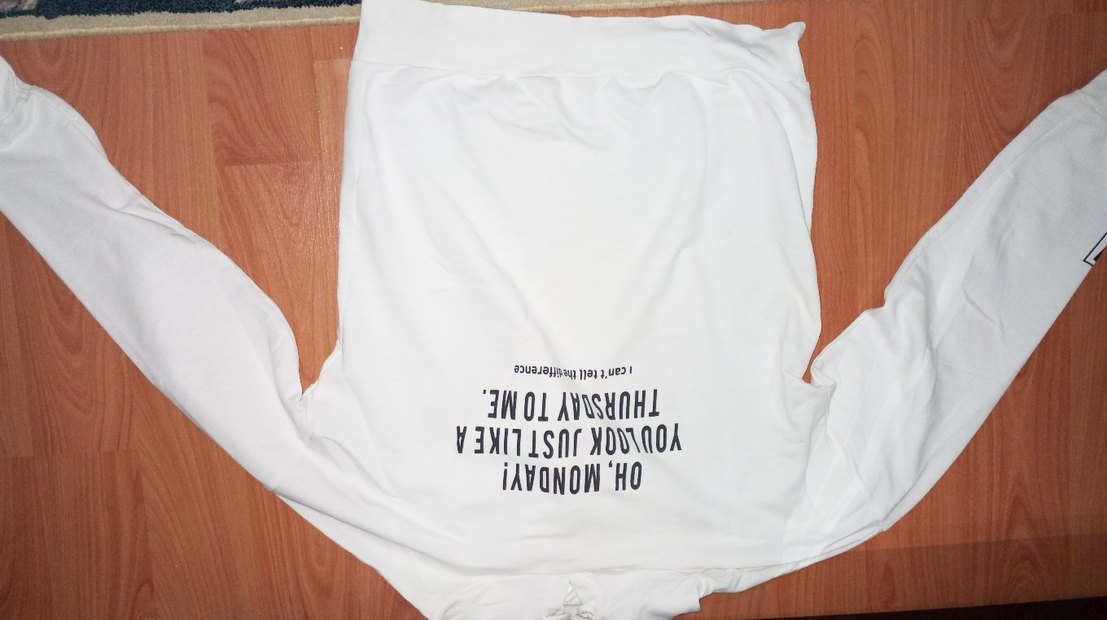 OH, MONDAY!
YOU LOOK JUST LIKE A
THURSDAY TO ME.
i can't tell the difference